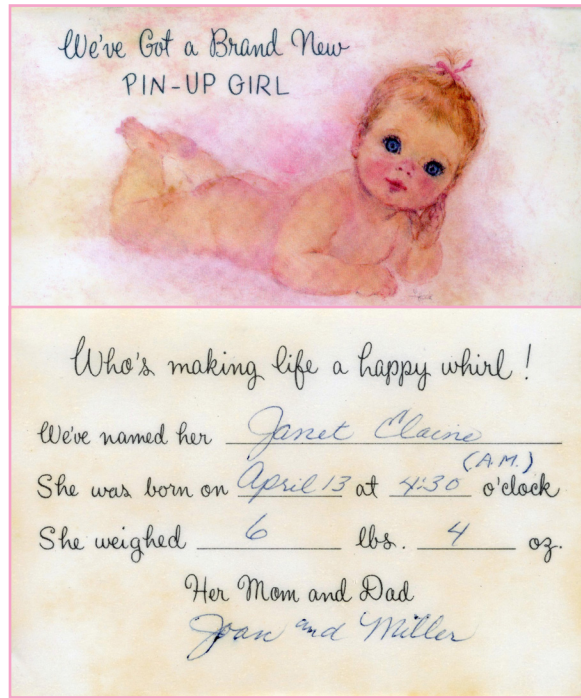 We've Got a Brand New
PIN-UP GIRL
Who's making life a happy whirl!
We've named her Janet Elaine
(A.M.)
She was born on April 13 at 4:30 o'clock
She weighed 6 lbs. 4 oz.
Her Mom and Dad
Joan and Miller